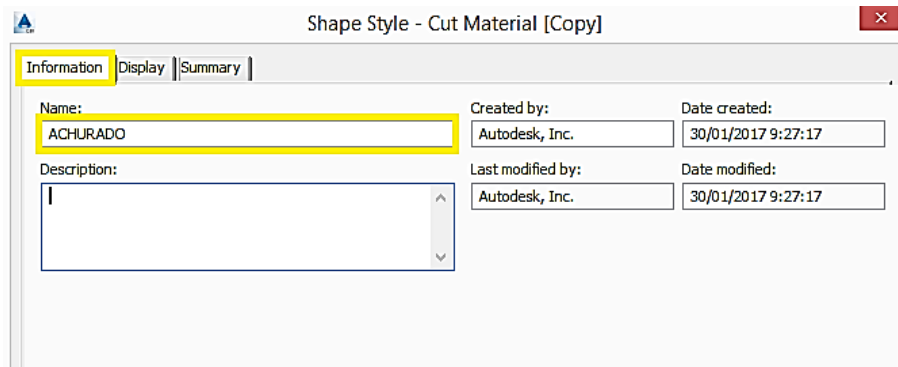 Shape Style - Cut Material [Copy]
Information Display Summary
Name: Created by: Date created:
ACHURADO Autodesk, Inc. 30/01/2017 9:27:17
Description: Last modified by: Date modified:
Autodesk, Inc. 30/01/2017 9:27:17